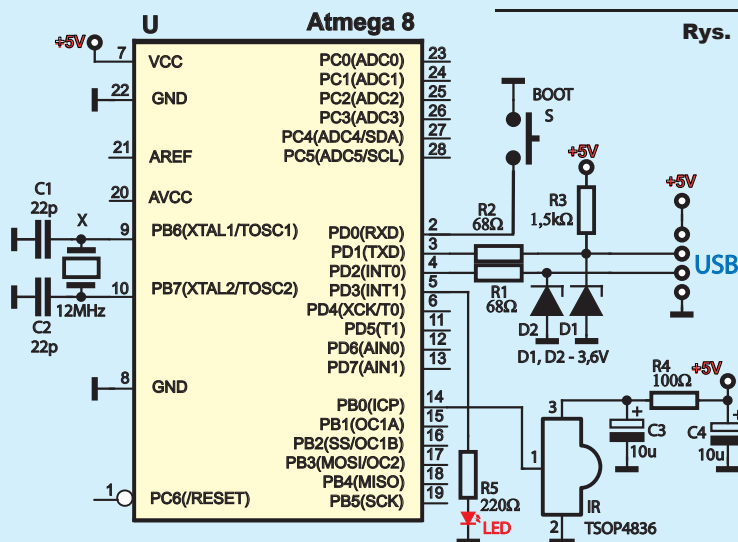 U
Atmega 8
Rys.
+5V
7
VCC
22
GND
21
AREF
20
AVCC
C1
22p
X
9
PB6(XTAL1/TOSC1)
10
PB7(XTAL2/TOSC2)
12MHz
C2
22p
8
GND
1
PC6(/RESET)
PC0(ADC0)
23
PC1(ADC1)
24
PC2(ADC2)
25
PC3(ADC3)
26
PC4(ADC4/SDA)
27
PC5(ADC5/SCL)
28
PD0(RXD)
2
PD1(TXD)
3
PD2(INT0)
4
PD3(INT1)
5
PD4(XCK/T0)
6
PD5(T1)
11
PD6(AIN0)
12
PD7(AIN1)
13
PB0(ICP)
14
PB1(OC1A)
15
PB2(SS/OC1B)
16
PB3(MOSI/OC2)
17
PB4(MISO)
18
PB5(SCK)
19
BOOT
S
+5V
R3
1,5kΩ
R2
68Ω
R1
68Ω
+5V
USB
D2
D1
D1, D2 - 3,6V
R4
100Ω
+5V
+
C3
10u
+
C4
10u
3
1
2
IR
TSOP4836
R5
220Ω
LED